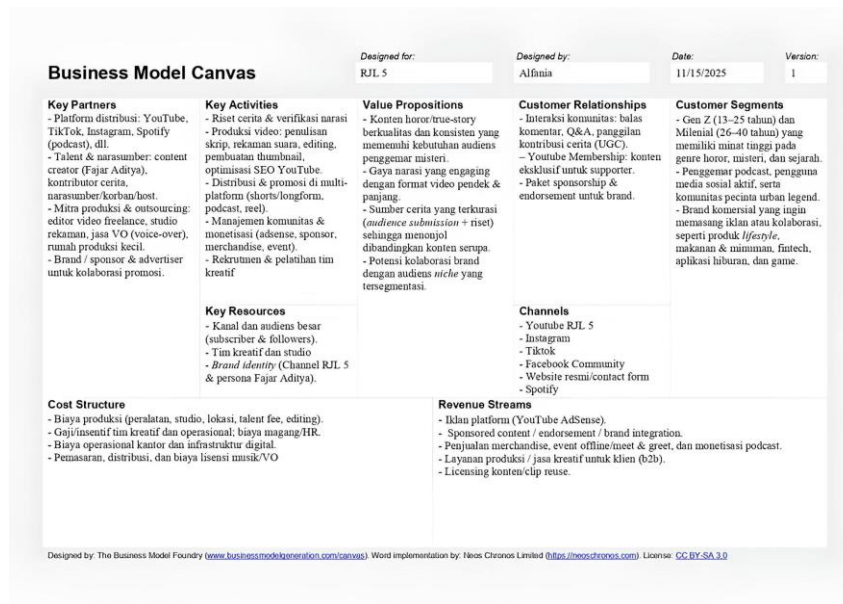 Business Model Canvas
Designed for:
RJL 5
Designed by:
Alfania
Date:
11/15/2025
Version:
1
Key Partners
- Platform distribusi: YouTube,
TikTok, Instagram, Spotify
(podcast), dll.
- Talent & narasumber: content
creator (Fajar Aditya),
kontributor cerita,
narasumber/korban/host.
- Mitra produksi & outsourcing:
editor video freelance, studio
rekaman, jasa VO (voice-over),
rumah produksi kecil.
- Brand / sponsor & advertiser
untuk kolaborasi promosi.
Key Activities
- Riset cerita & verifikasi narasi
- Produksi video: penulisan
skrip, rekaman suara, editing,
pembuatan thumbnail,
optimisasi SEO YouTube.
- Distribusi & promosi di multi-
platform (shorts/longform,
podcast, reel).
- Manajemen komunitas &
monetisasi (adsense, sponsor,
merchandise, event).
- Rekrutmen & pelatihan tim
kreatif
Key Resources
- Kanal dan audiens besar
(subscriber & followers).
- Tim kreatif dan studio
- Brand identity (Channel RJL 5
& persona Fajar Aditya).
Value Propositions
- Konten horor/true-story
berkualitas dan konsisten yang
memenuhi kebutuhan audiens
penggemar misteri.
- Gaya narasi yang engaging
dengan format video pendek &
panjang.
- Sumber cerita yang terkurasi
(audience submission + riset)
sehingga menonjol
dibandingkan konten serupa.
- Potensi kolaborasi brand
dengan audiens niche yang
tersegmentasi.
Customer Relationships
- Interaksi komunitas: balas
komentar, Q&A, panggilan
kontribusi cerita (UGC).
– Youtube Membership: konten
eksklusif untuk supporter.
- Paket sponsorship &
endorsement untuk brand.
Channels
- Youtube RJL 5
- Instagram
- Tiktok
- Facebook Community
- Website resmi/contact form
- Spotify
Customer Segments
- Gen Z (13–25 tahun) dan
Milenial (26–40 tahun) yang
memiliki minat tinggi pada
genre horor, misteri, dan sejarah.
- Penggemar podcast, pengguna
media sosial aktif, serta
komunitas pecinta urban legend.
- Brand komersial yang ingin
memasang iklan atau kolaborasi,
seperti produk lifestyle,
makanan & minuman, fintech,
aplikasi hiburan, dan game.
Cost Structure
- Biaya produksi (peralatan, studio, lokasi, talent fee, editing).
- Gaji/insentif tim kreatif dan operasional; biaya magang/HR.
- Biaya operasional kantor dan infrastruktur digital.
- Pemasaran, distribusi, dan biaya lisensi musik/VO
Revenue Streams
- Iklan platform (YouTube AdSense).
- Sponsored content / endorsement / brand integration.
- Penjualan merchandise, event offline/meet & greet, dan monetisasi podcast.
- Layanan produksi / jasa kreatif untuk klien (b2b).
- Licensing konten/clip reuse.
Designed by: The Business Model Foundry (www.businessmodelgeneration.com/canvas). Word implementation by: Neos Chronos Limited (https://neoschronos.com). License: CC BY-SA 3.0